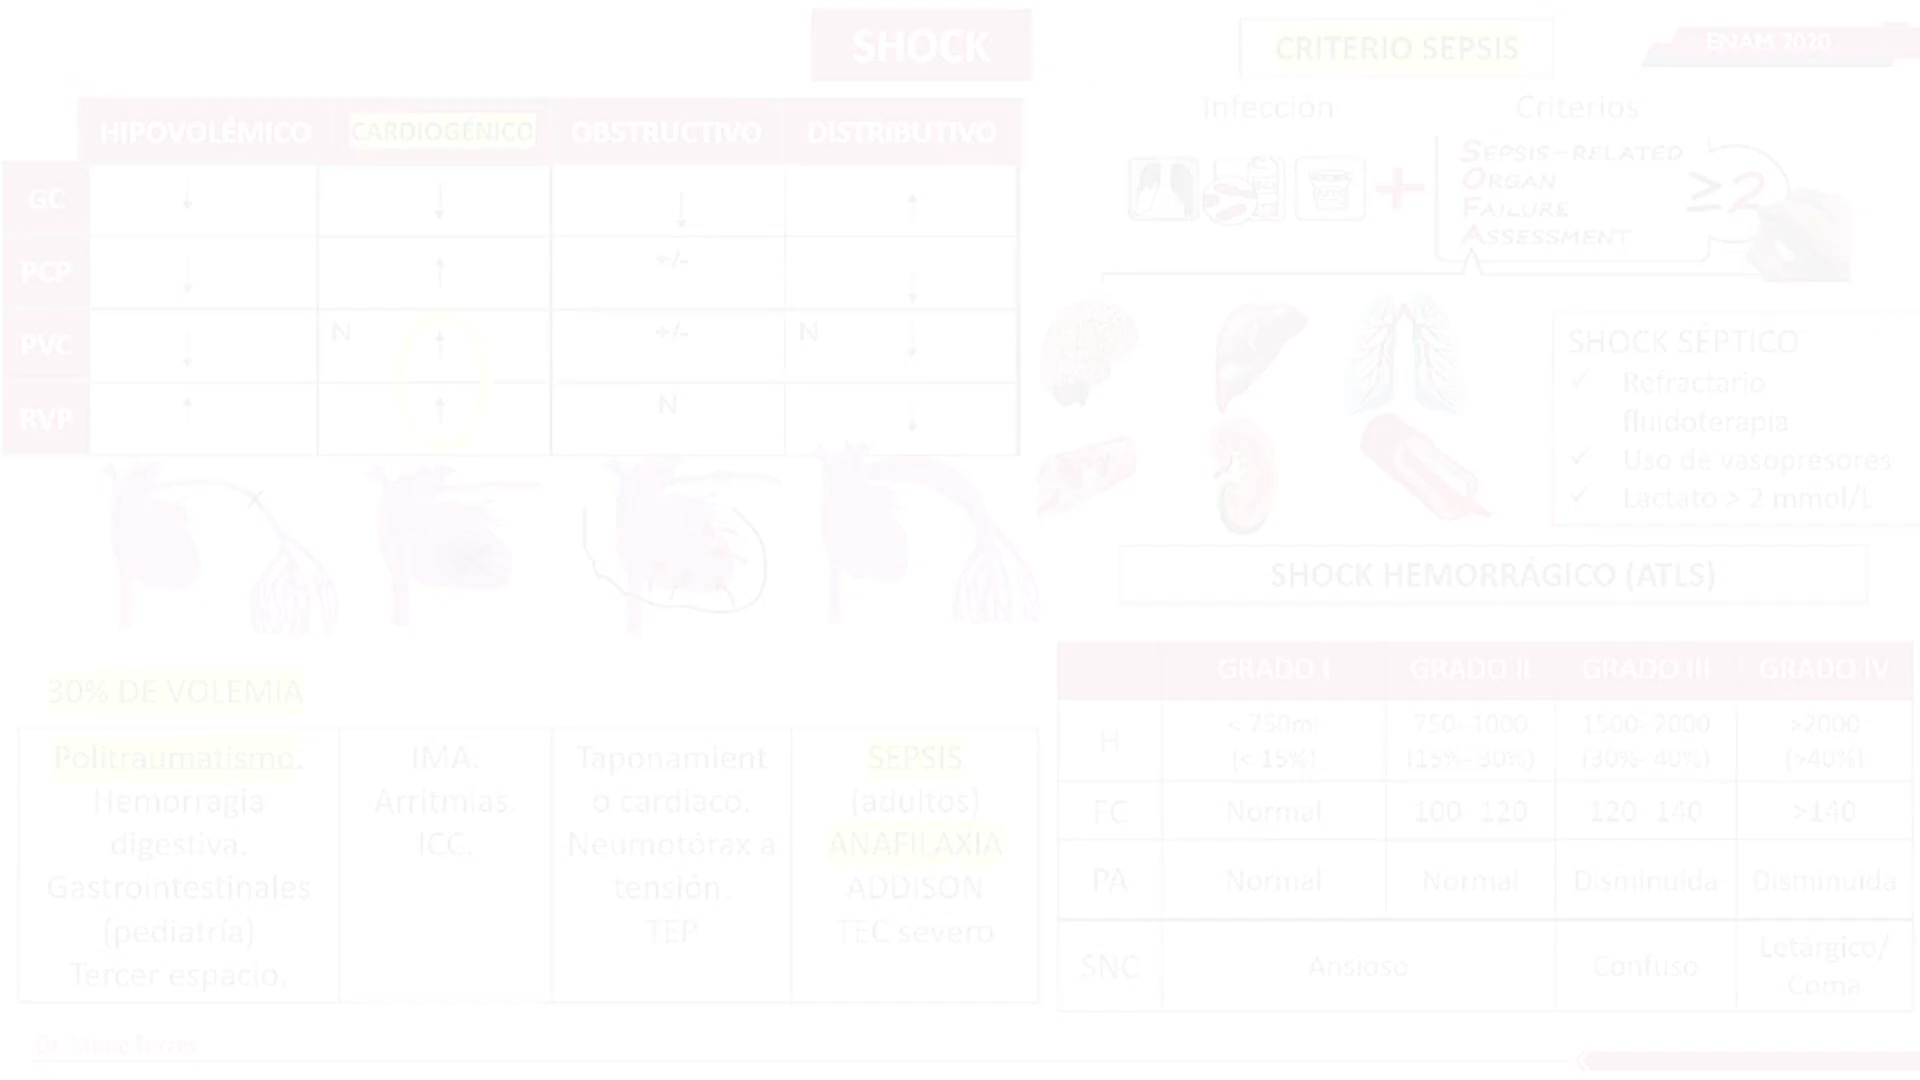 SHOCK
CRITERIO SEPSIS
ENAM 2020
HIPOVOLÉMICO CARDIOGÉNICO OBSTRUCTIVO DISTRIBUTIVO
GC ↓ ↓ ↓ ↑
PCP ↓ ↑ +/- ↓
PVC ↓ N ↑ +/- N ↓
RVP ↑ ↑ N ↓
Infección
Criterios
SEPSIS-RELATED
ORGAN
FAILURE
ASSESSMENT
≥2
SHOCK SÉPTICO
✓ Refractario
fluidoterapia
✓ Uso de vasopresores
✓ Lactato > 2 mmol/L
30% DE VOLEMIA
Politraumatismo.
Hemorragia
digestiva.
Gastrointestinales
(pediatría)
Tercer espacio.
IMA.
Arritmias.
ICC.
Taponamient
o cardiaco.
Neumotórax a
tensión.
TEP
SEPSIS
(adultos)
ANAFILAXIA
ADDISON
TEC severo
SHOCK HEMORRÁGICO (ATLS)
GRADO I GRADO II GRADO III GRADO IV
H < 750ml 750- 1000 1500- 2000 >2000
(< 15%) (15%- 30%) (30%- 40%) (>40%)
FC Normal 100- 120 120- 140 >140
PA Normal Normal Disminuida Disminuida
SNC Ansioso Confuso Letárgico/
Coma
Torres